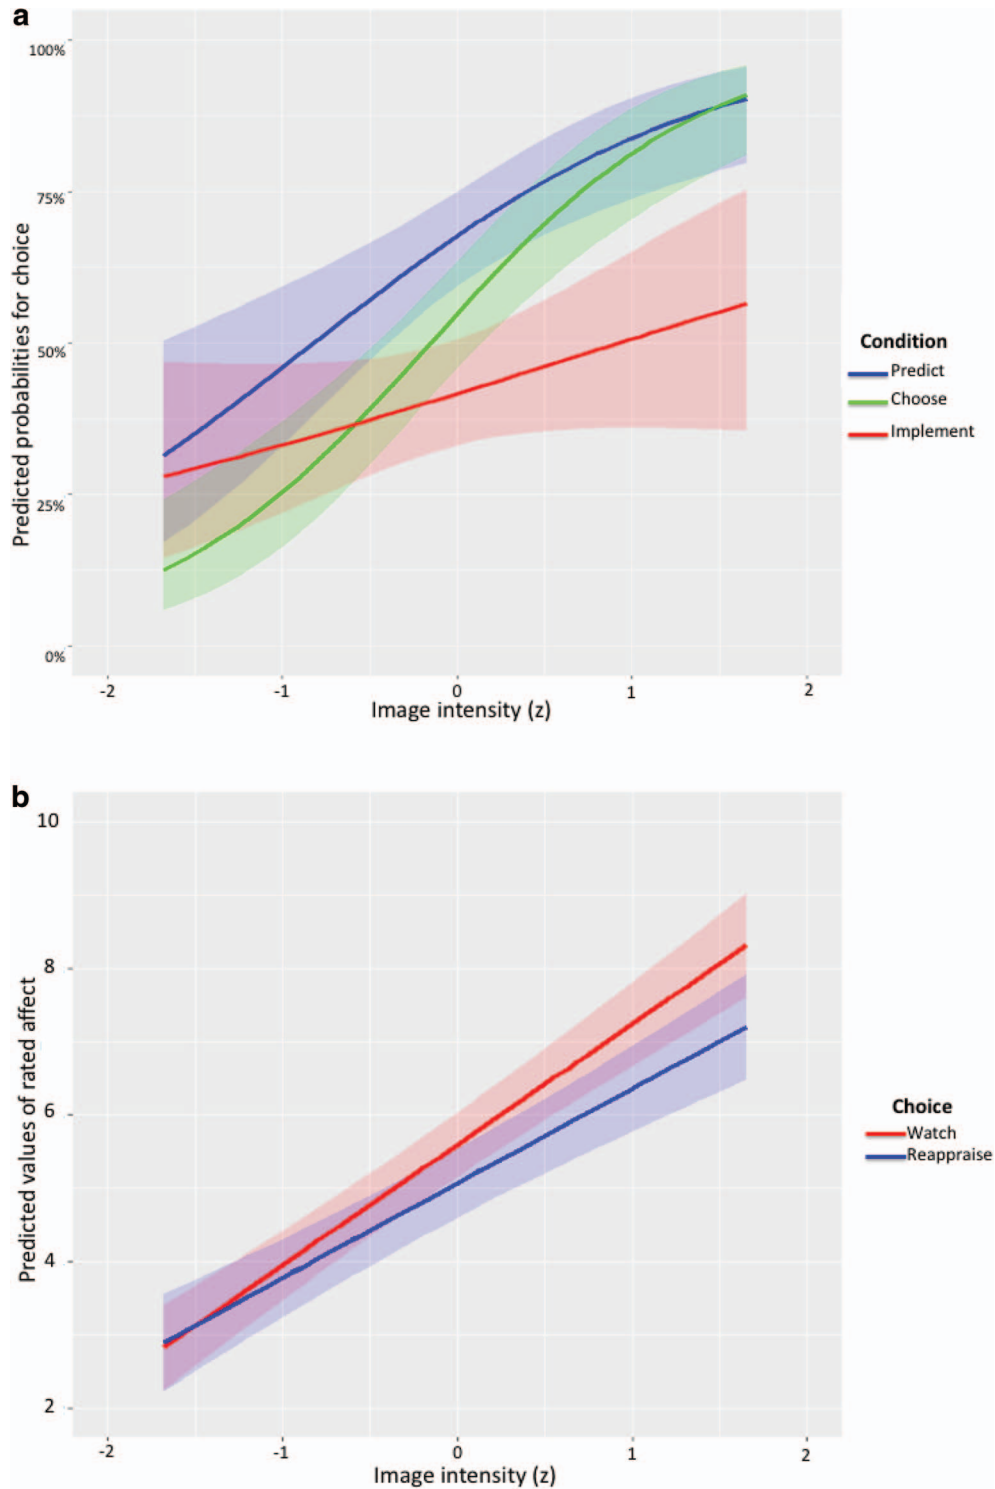 a
100%
75%
50%
25%
0%
Predicted probabilities for choice
-2 -1 0 1 2
Image intensity (z)
Condition
Predict
Choose
Implement
b
10
8
6
4
2
Predicted values of rated affect
-2 -1 0 1 2
Image intensity (z)
Choice
Watch
Reappraise